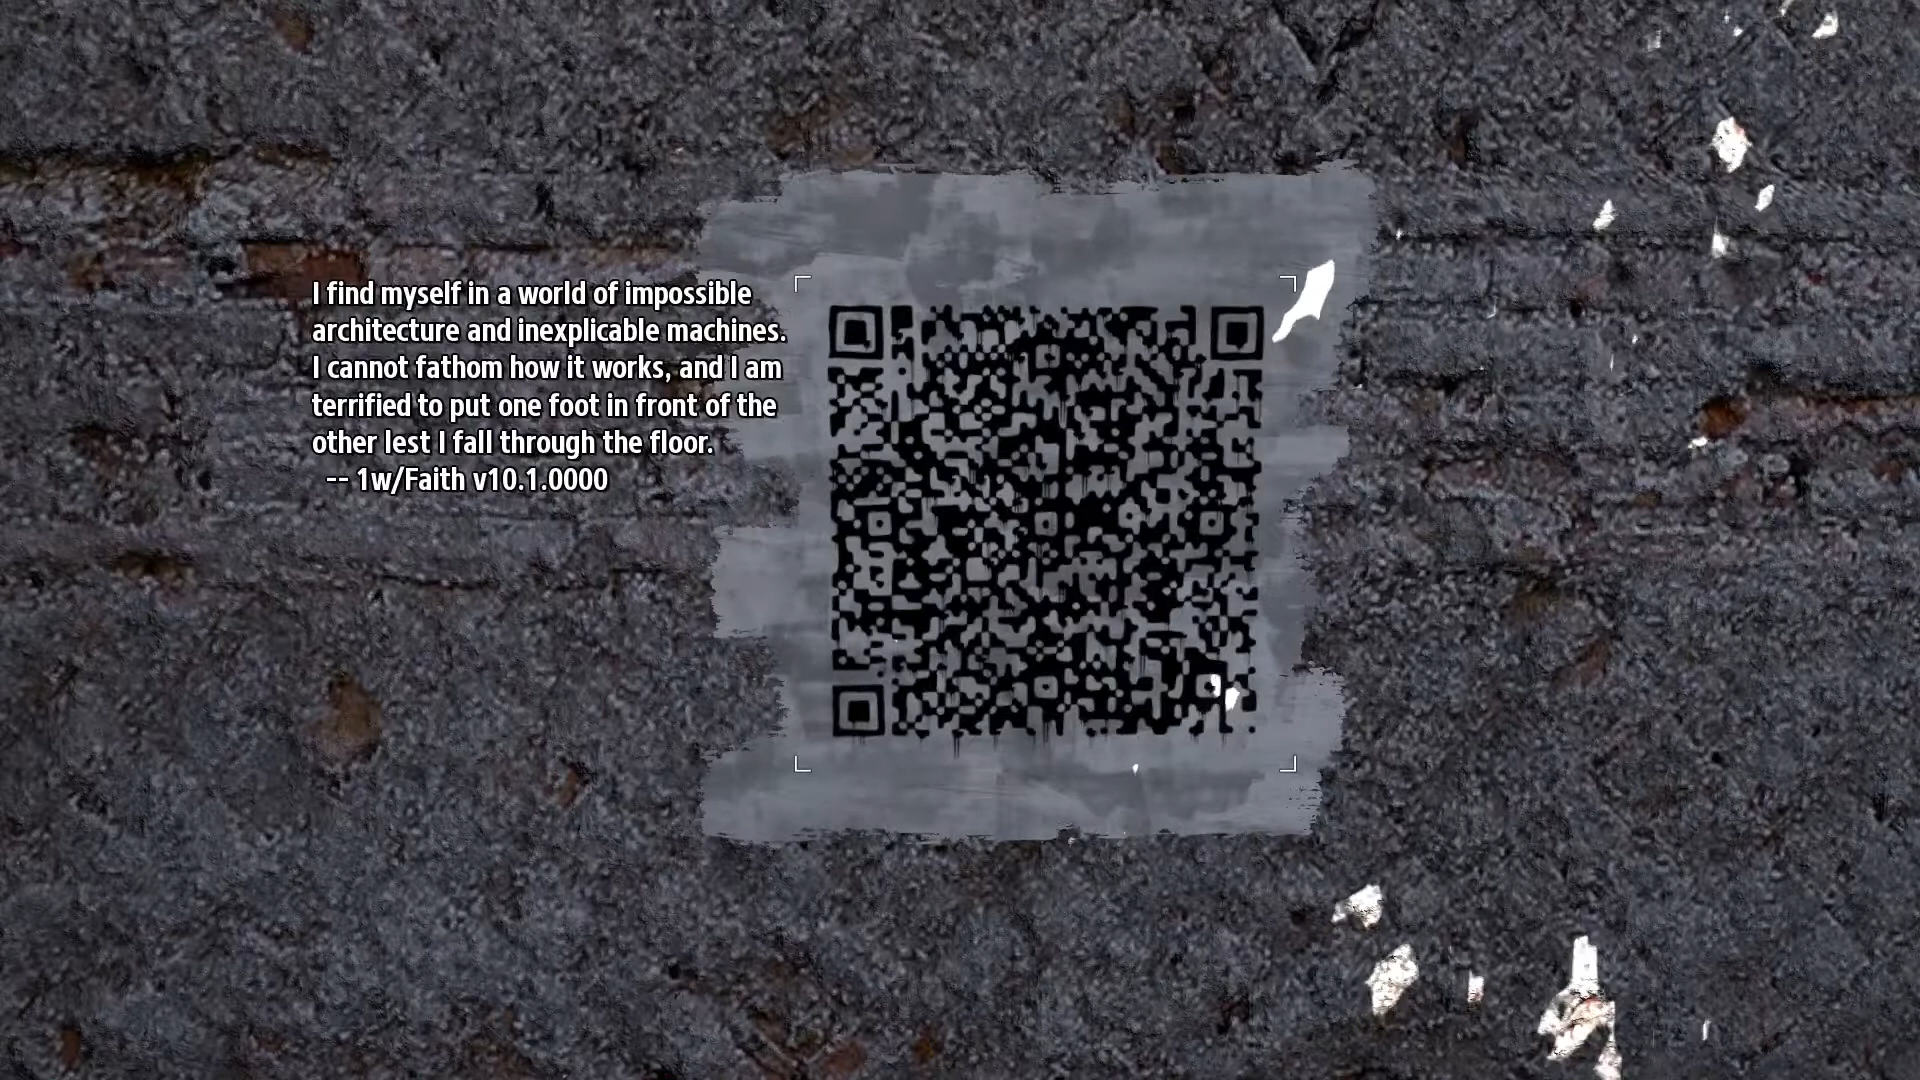 I find myself in a world of impossible
architecture and inexplicable machines.
I cannot fathom how it works, and I am
terrified to put one foot in front of the
other lest I fall through the floor.
-- 1w/Faith v10.1.0000